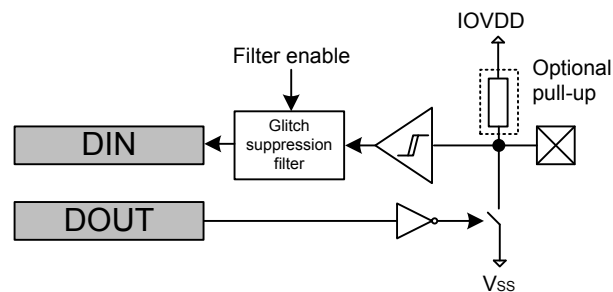 IOVDD
Filter enable
Optional
pull-up
Glitch
suppression
filter
DIN
DOUT
VSS